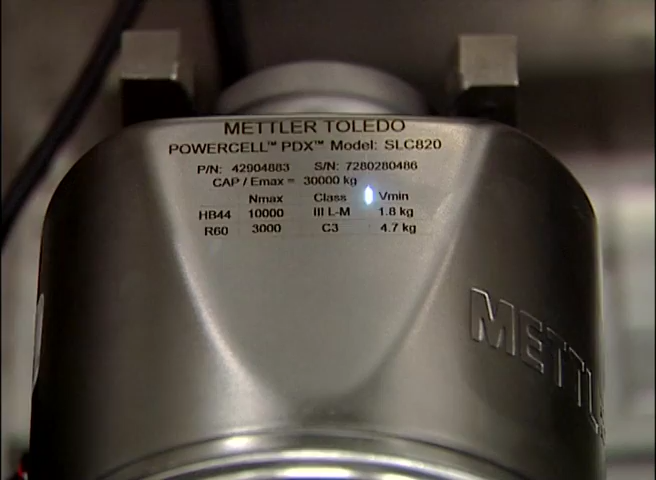 METTLER TOLEDO
POWERCELL™ PDX™ Model: SLC820
P/N: 42904883 S/N: 7280280486
CAP / Emax = 30000 kg
Nmax Class Vmin
HB44 10000 III L-M 1.8 kg
R60 3000 C3 4.7 kg
METTL